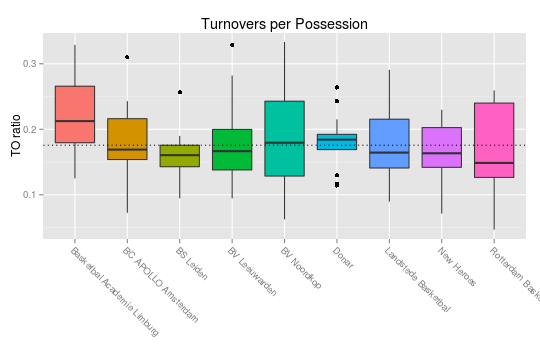 Turnovers per Possession
TO ratio
0.3
0.2
0.1
Basketbal Academie Limburg
BC APOLLO Amsterdam
BS Leiden
BV Leeuwarden
BV Noordkop
Donar
Landstede Basketbal
New Heroes
Rotterdam Bask